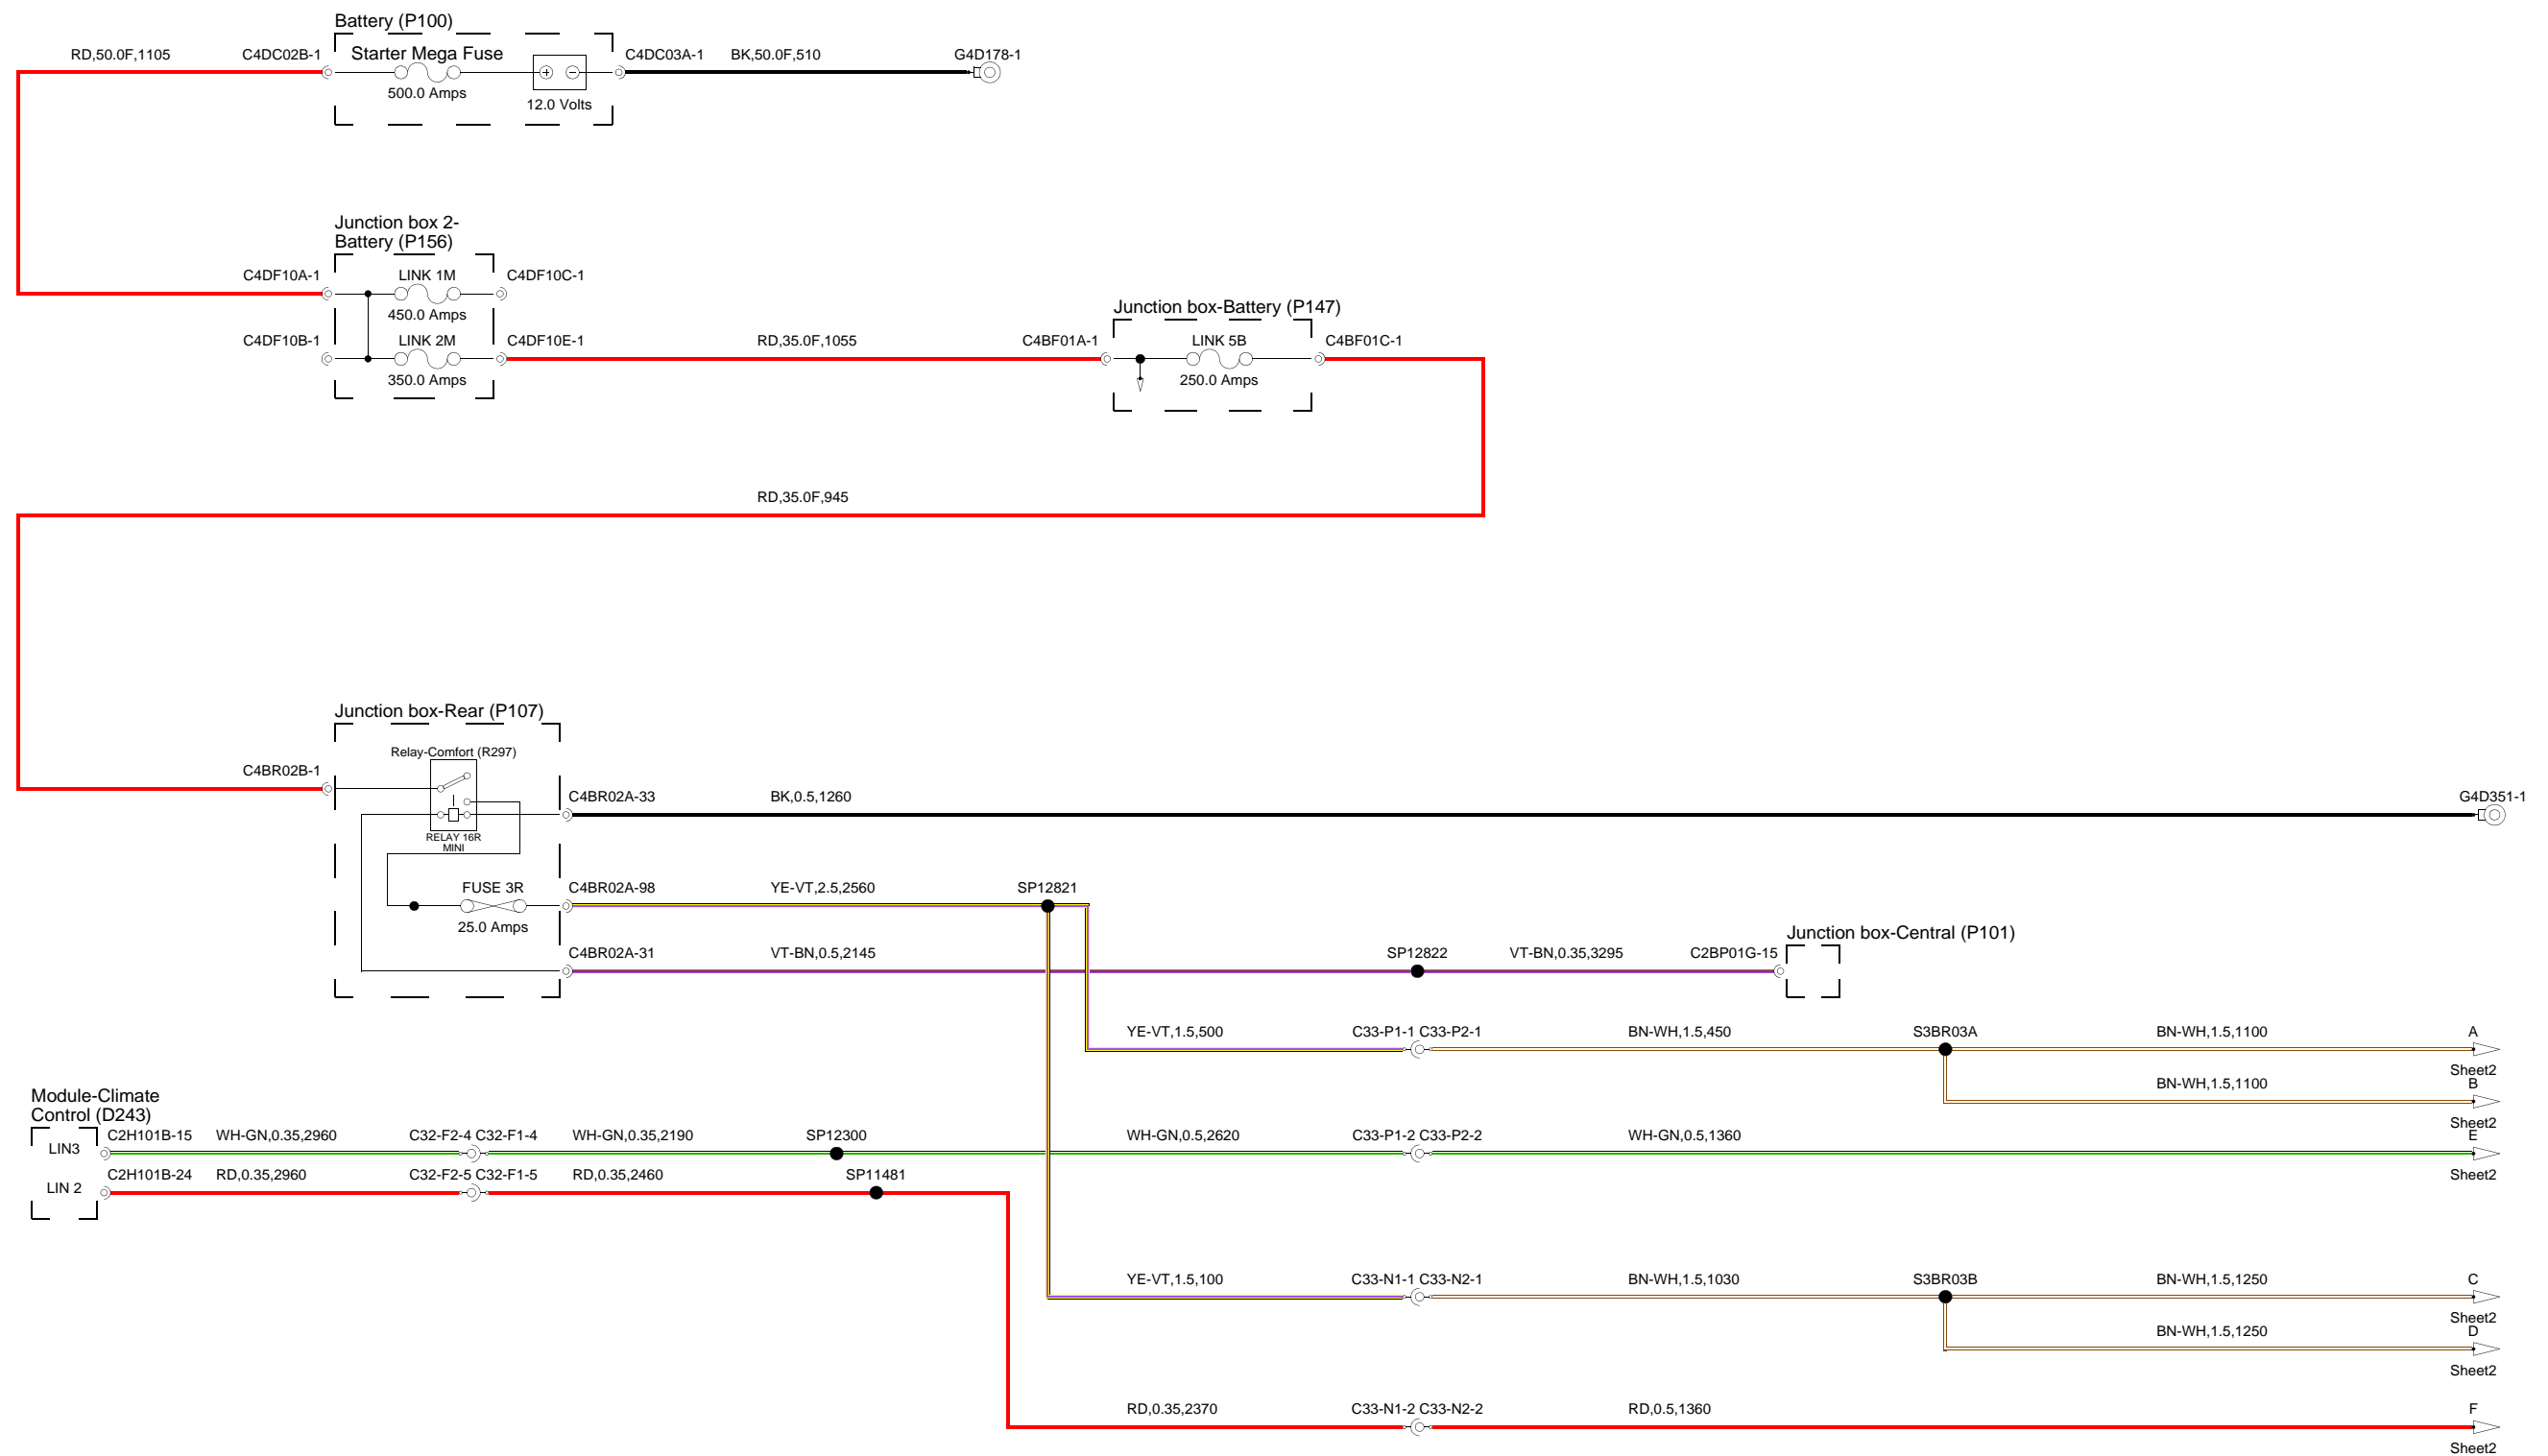 Battery (P100)
RD,50.0F,1105
C4DC02B-1
Starter Mega Fuse
C4DC03A-1
BK,50.0F,510
G4D178-1
500.0 Amps
12.0 Volts
Junction box 2-
Battery (P156)
C4DF10A-1
LINK 1M
C4DF10C-1
450.0 Amps
Junction box-Battery (P147)
C4DF10B-1
LINK 2M
C4DF10E-1
RD,35.0F,1055
C4BF01A-1
LINK 5B
C4BF01C-1
350.0 Amps
250.0 Amps
RD,35.0F,945
Junction box-Rear (P107)
Relay-Comfort (R297)
C4BR02B-1
C4BR02A-33
BK,0.5,1260
G4D351-1
RELAY 16R
MINI
FUSE 3R
C4BR02A-98
YE-VT,2.5,2560
SP12821
25.0 Amps
Junction box-Central (P101)
C4BR02A-31
VT-BN,0.5,2145
SP12822
VT-BN,0.35,3295
C2BP01G-15
YE-VT,1.5,500
C33-P1-1 C33-P2-1
BN-WH,1.5,450
S3BR03A
BN-WH,1.5,1100
A
Sheet2
BN-WH,1.5,1100
B
Sheet2
Module-Climate
Control (D243)
LIN3
C2H101B-15
WH-GN,0.35,2960
C32-F2-4 C32-F1-4
WH-GN,0.35,2190
SP12300
WH-GN,0.5,2620
C33-P1-2 C33-P2-2
WH-GN,0.5,1360
E
Sheet2
LIN 2
C2H101B-24
RD,0.35,2960
C32-F2-5 C32-F1-5
RD,0.35,2460
SP11481
YE-VT,1.5,100
C33-N1-1 C33-N2-1
BN-WH,1.5,1030
S3BR03B
BN-WH,1.5,1250
C
Sheet2
BN-WH,1.5,1250
D
Sheet2
RD,0.35,2370
C33-N1-2 C33-N2-2
RD,0.5,1360
F
Sheet2